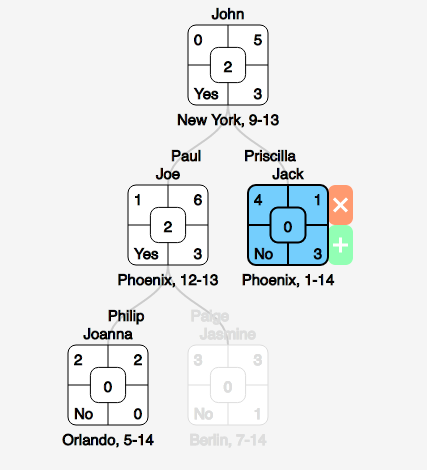 John
0 5
2
Yes 3
New York, 9-13
Paul Priscilla
Joe Jack
1 6 4 1
2 0
Yes 3 No 3
Phoenix, 12-13 Phoenix, 1-14
Philip Paige
Joanna Jasmine
2 2 3 3
0 0
No 0 No 1
Orlando, 5-14 Berlin, 7-14